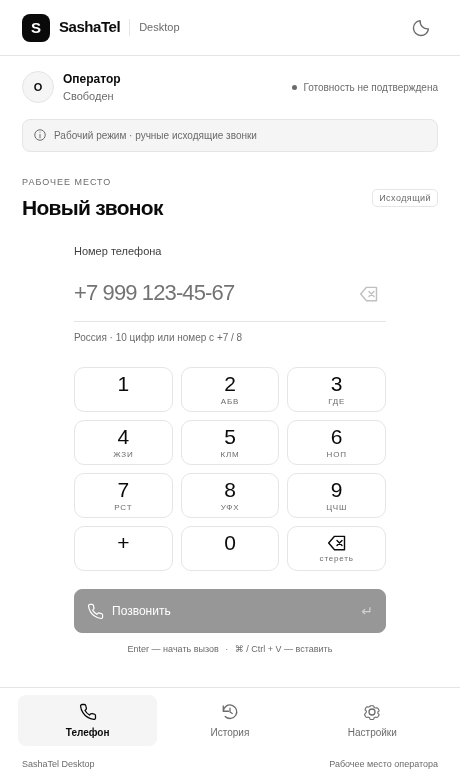 S SashaTel Desktop
О Оператор
Свободен
Готовность не подтверждена
Рабочий режим · ручные исходящие звонки
РАБОЧЕЕ МЕСТО
Новый звонок
Исходящий
Номер телефона
+7 999 123-45-67
Россия · 10 цифр или номер с +7 / 8
1 2 3
АБВ ГДЕ
4 5 6
ЖЗИ КЛМ НОП
7 8 9
РСТ УФХ ЦЧШ
+ 0
стереть
Позвонить ↵
Enter — начать вызов · ⌘ / Ctrl + V — вставить
Телефон История Настройки
SashaTel Desktop Рабочее место оператора